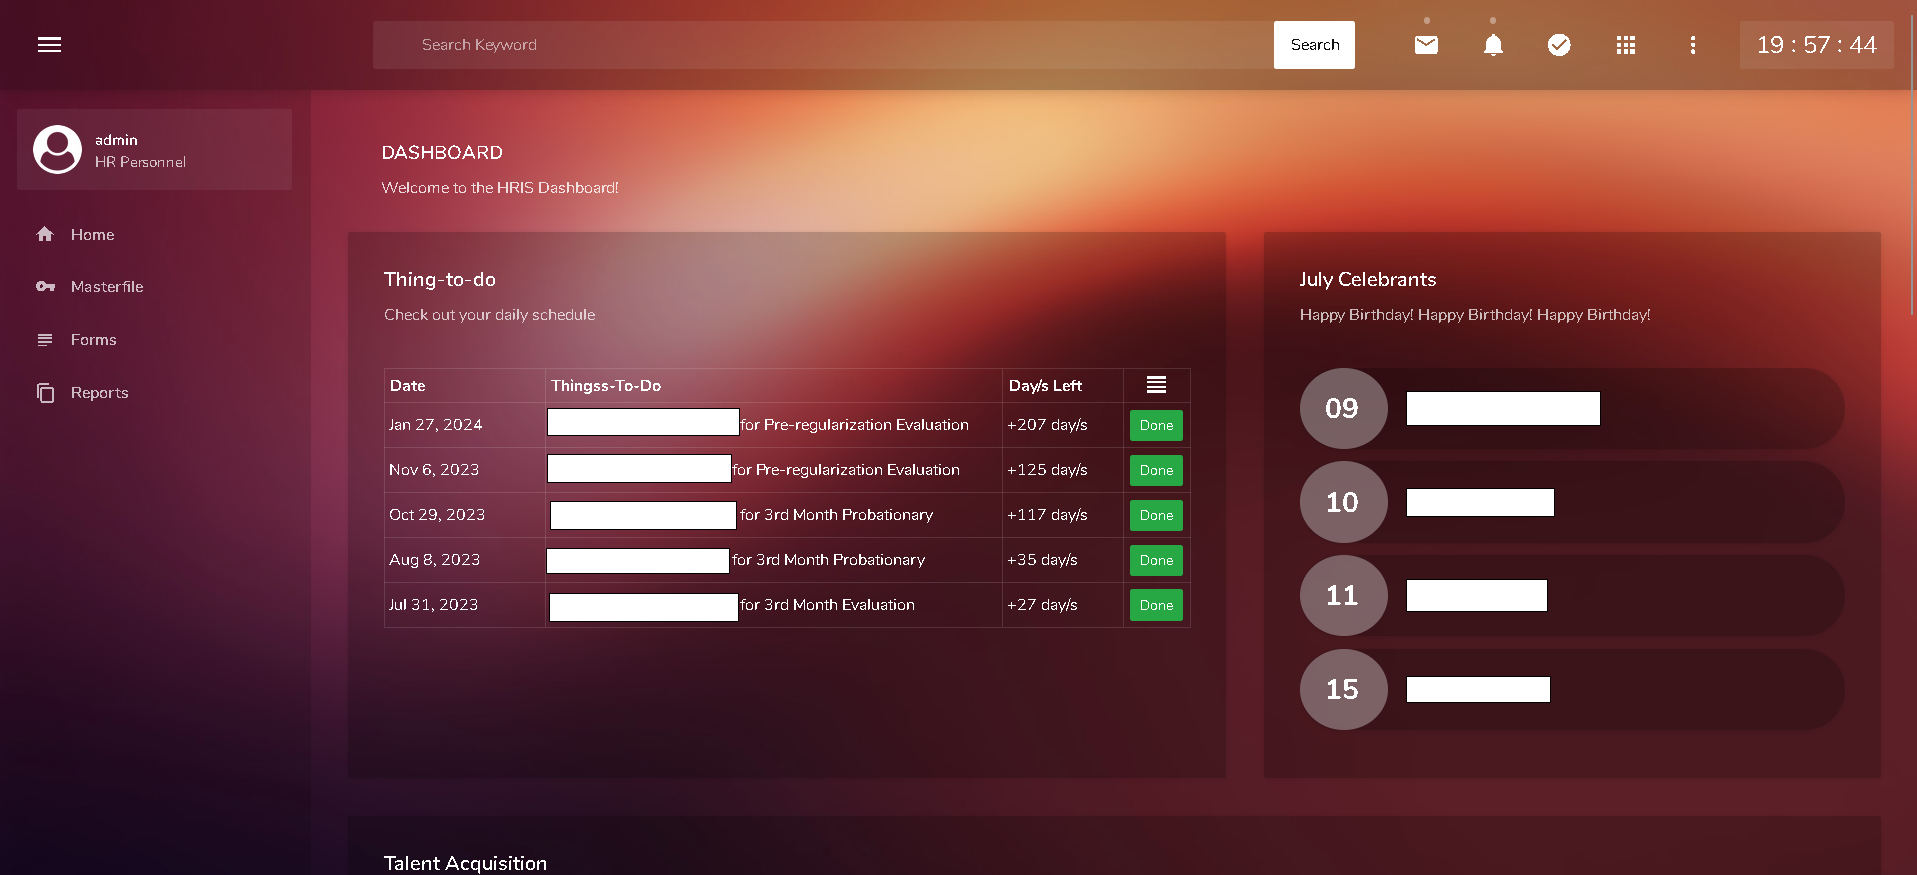 Search Keyword
Search
19 : 57 : 44
admin
HR Personnel
Home
Masterfile
Forms
Reports
DASHBOARD
Welcome to the HRIS Dashboard!
Thing-to-do
Check out your daily schedule
Date Thingss-To-Do Day/s Left
Jan 27, 2024 for Pre-regularization Evaluation +207 day/s Done
Nov 6, 2023 for Pre-regularization Evaluation +125 day/s Done
Oct 29, 2023 for 3rd Month Probationary +117 day/s Done
Aug 8, 2023 for 3rd Month Probationary +35 day/s Done
Jul 31, 2023 for 3rd Month Evaluation +27 day/s Done
July Celebrants
Happy Birthday! Happy Birthday! Happy Birthday!
09
10
11
15
Talent Acquisition